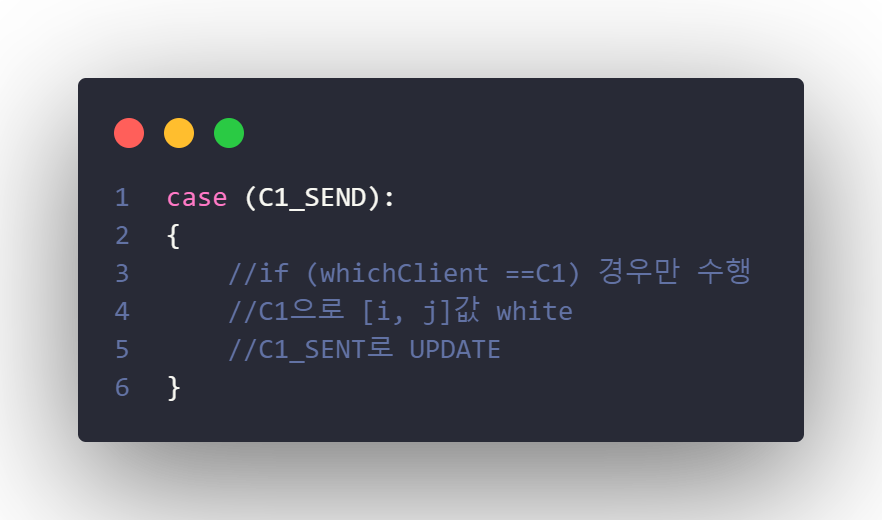 1 case (C1_SEND):
2 {
3 //if (whichClient ==C1) 경우만 수행
4 //C1으로 [i, j]값 white
5 //C1_SENT로 UPDATE
6 }